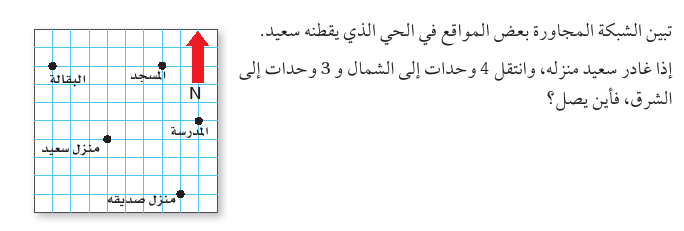 تبين الشبكة المجاورة بعض المواقع في الحي الذي يقطنه سعيد.
إذا غادر سعيد منزله، وانتقل 4 وحدات إلى الشمال و 3 وحدات إلى
الشرق، فأين يصل؟
المسجد
البقالة
N
المدرسة
منزل سعيد
منزل صديقه